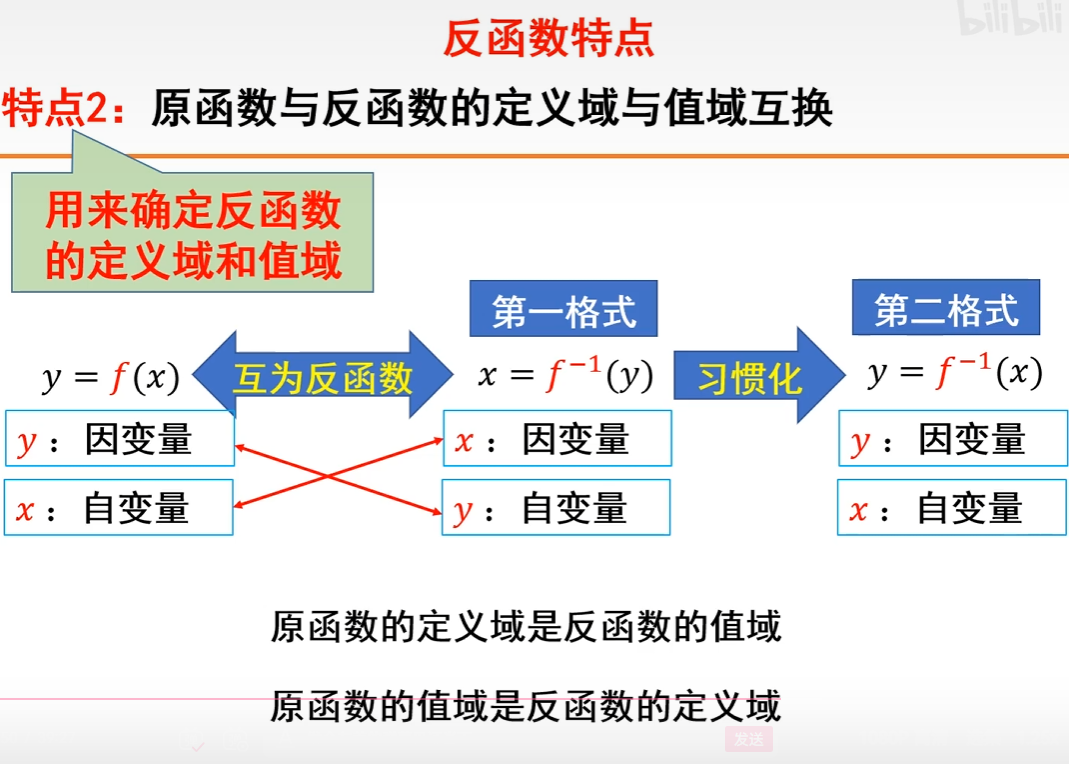 bilibili
反函数特点
特点2：原函数与反函数的定义域与值域互换
用来确定反函数
的定义域和值域
第一格式
第二格式
y = f(x)
互为反函数
x = f⁻¹(y)
习惯化
y = f⁻¹(x)
y：因变量
x：因变量
y：因变量
x：自变量
y：自变量
x：自变量
原函数的定义域是反函数的值域
原函数的值域是反函数的定义域
发送